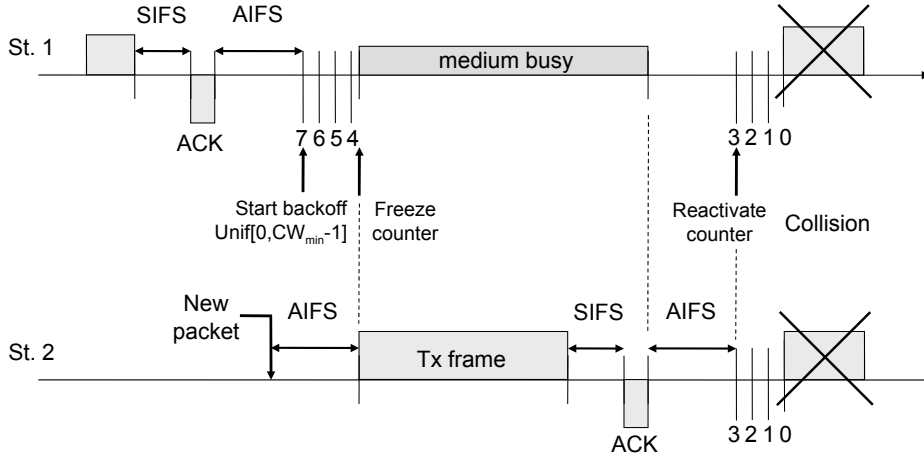 SIFS AIFS
St. 1
medium busy
ACK
7 6 5 4
3 2 1 0
Start backoff
Unif[0,CWmin-1]
Freeze
counter
Reactivate
counter
Collision
New
packet
AIFS
SIFS
AIFS
St. 2
Tx frame
ACK
3 2 1 0